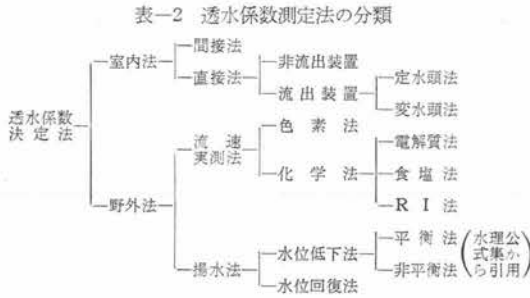 表―2 透水係数測定法の分類
間接法
室内法
直接法
非流出装置
流出装置
定水頭法
変水頭法
透水係数
決定法
流速
実測法
色素法
化学法
電解質法
食塩法
RI法
野外法
揚水法
水位低下法
平衡法
非平衡法
(水理公
式集か
ら引用)
水位回復法